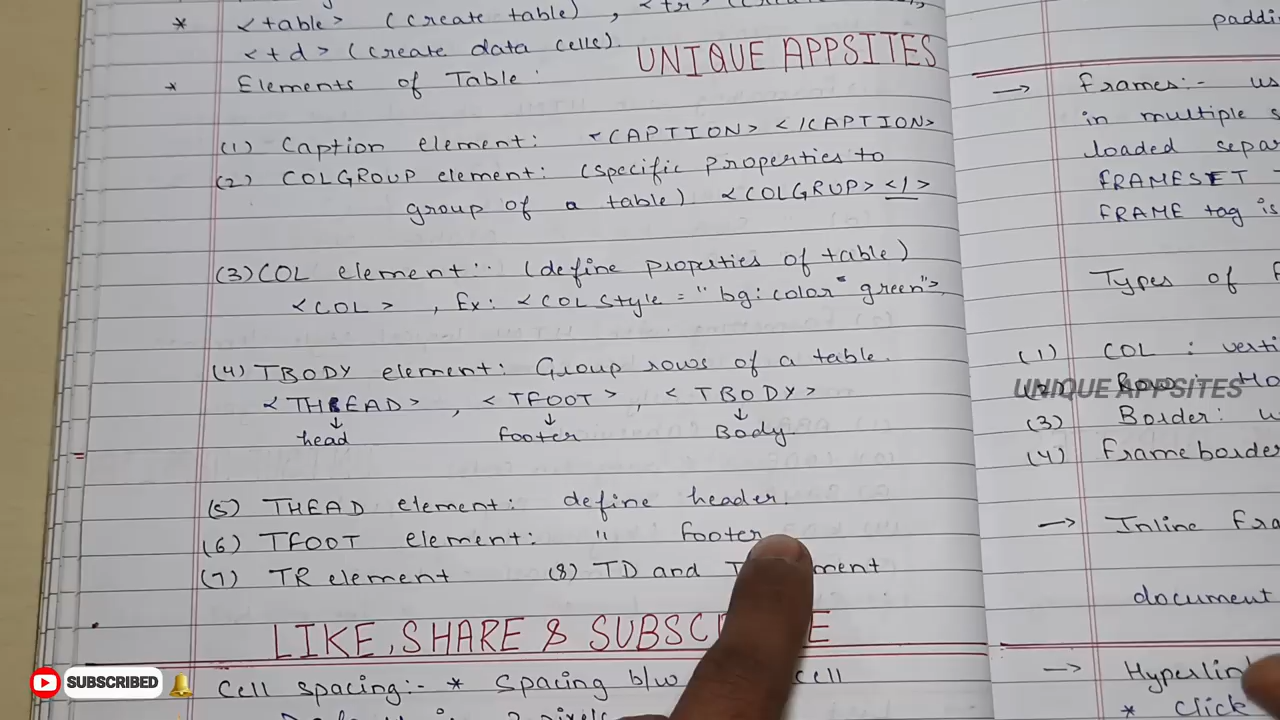 * <table> (create table), <tr>
<td> (create data cells).
UNIQUE APPSITES
* Elements of Table:
(1) Caption element: <CAPTION> </CAPTION>
(2) COLGROUP element: (specific properties to
group of a table). <COLGRUP> </>
(3) COL element:. (define properties of table)
<COL>, Ex: <COL style = "bg:color" green">
(4) TBODY element: Group rows of a table.
<THEAD>, <TFOOT>, <TBODY>
↓ ↓ ↓
head footer Body.
(5) THEAD element: define header.
(6) TFOOT element: " footer
(7) TR element (8) TD and ment
LIKE, SHARE & SUBSC E
Cell spacing:- * Spacing b/w cell
paddi
→ Frames:- us
in multiple s
loaded separ
FRAMESET
FRAME tag is
Types of F
(1) COL : verti
(2) Row: Ho
UNIQUE APPSITES
(3) Border: u
(4) Frameborder
→ Inline Fra
document
→ Hyperlin
* Click
SUBSCRIBED